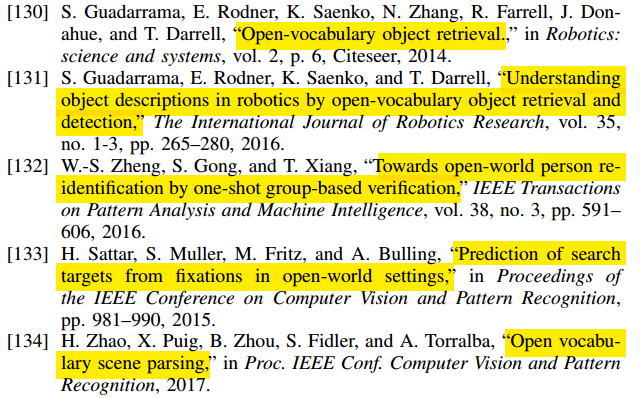 [130] S. Guadarrama, E. Rodner, K. Saenko, N. Zhang, R. Farrell, J. Don-
ahue, and T. Darrell, “Open-vocabulary object retrieval.,” in Robotics:
science and systems, vol. 2, p. 6, Citeseer, 2014.
[131] S. Guadarrama, E. Rodner, K. Saenko, and T. Darrell, “Understanding
object descriptions in robotics by open-vocabulary object retrieval and
detection,” The International Journal of Robotics Research, vol. 35,
no. 1-3, pp. 265–280, 2016.
[132] W.-S. Zheng, S. Gong, and T. Xiang, “Towards open-world person re-
identification by one-shot group-based verification,” IEEE Transactions
on Pattern Analysis and Machine Intelligence, vol. 38, no. 3, pp. 591–
606, 2016.
[133] H. Sattar, S. Muller, M. Fritz, and A. Bulling, “Prediction of search
targets from fixations in open-world settings,” in Proceedings of
the IEEE Conference on Computer Vision and Pattern Recognition,
pp. 981–990, 2015.
[134] H. Zhao, X. Puig, B. Zhou, S. Fidler, and A. Torralba, “Open vocabu-
lary scene parsing,” in Proc. IEEE Conf. Computer Vision and Pattern
Recognition, 2017.